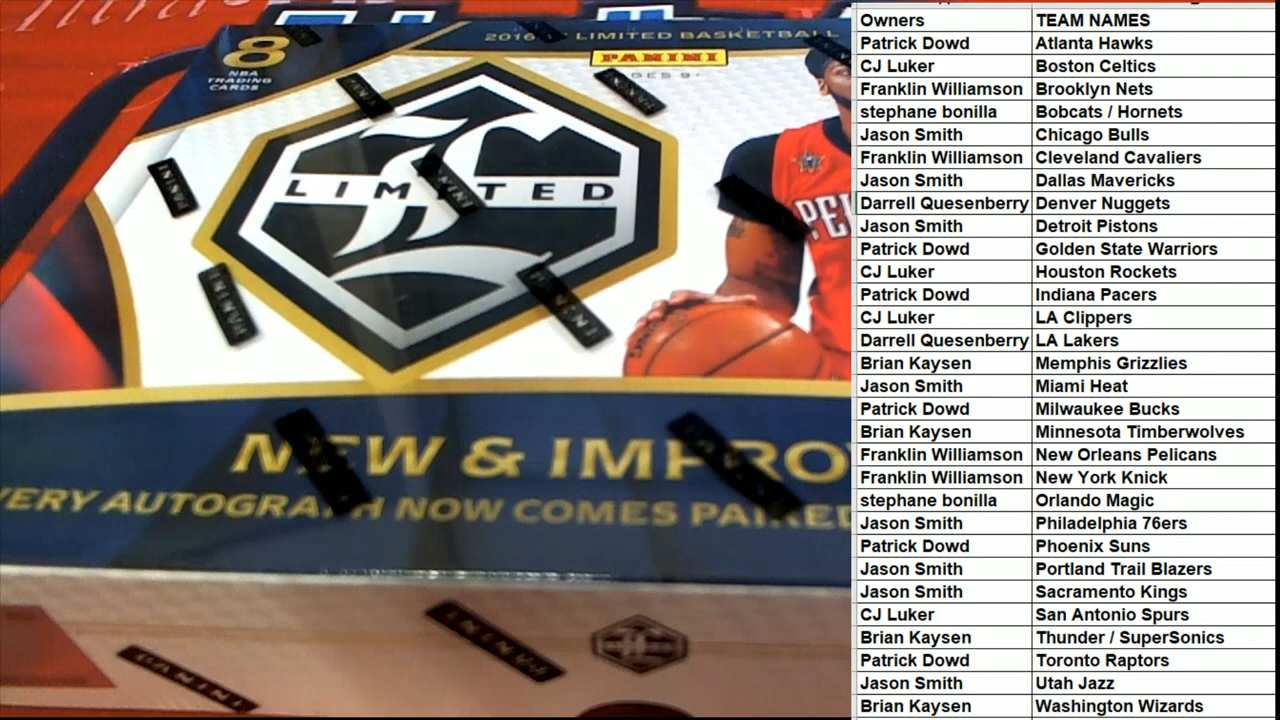 8
NBA
TRADING
CARDS
2016 LIMITED BASKETBALL
PANINI
LIMITED
PEL
NEW & IMPRO
VERY AUTOGRAPH NOW COMES PAIRED
PANINI
PANINI
Owners TEAM NAMES
Patrick Dowd Atlanta Hawks
CJ Luker Boston Celtics
Franklin Williamson Brooklyn Nets
stephane bonilla Bobcats / Hornets
Jason Smith Chicago Bulls
Franklin Williamson Cleveland Cavaliers
Jason Smith Dallas Mavericks
Darrell Quesenberry Denver Nuggets
Jason Smith Detroit Pistons
Patrick Dowd Golden State Warriors
CJ Luker Houston Rockets
Patrick Dowd Indiana Pacers
CJ Luker LA Clippers
Darrell Quesenberry LA Lakers
Brian Kaysen Memphis Grizzlies
Jason Smith Miami Heat
Patrick Dowd Milwaukee Bucks
Brian Kaysen Minnesota Timberwolves
Franklin Williamson New Orleans Pelicans
Franklin Williamson New York Knick
stephane bonilla Orlando Magic
Jason Smith Philadelphia 76ers
Patrick Dowd Phoenix Suns
Jason Smith Portland Trail Blazers
Jason Smith Sacramento Kings
CJ Luker San Antonio Spurs
Brian Kaysen Thunder / SuperSonics
Patrick Dowd Toronto Raptors
Jason Smith Utah Jazz
Brian Kaysen Washington Wizards